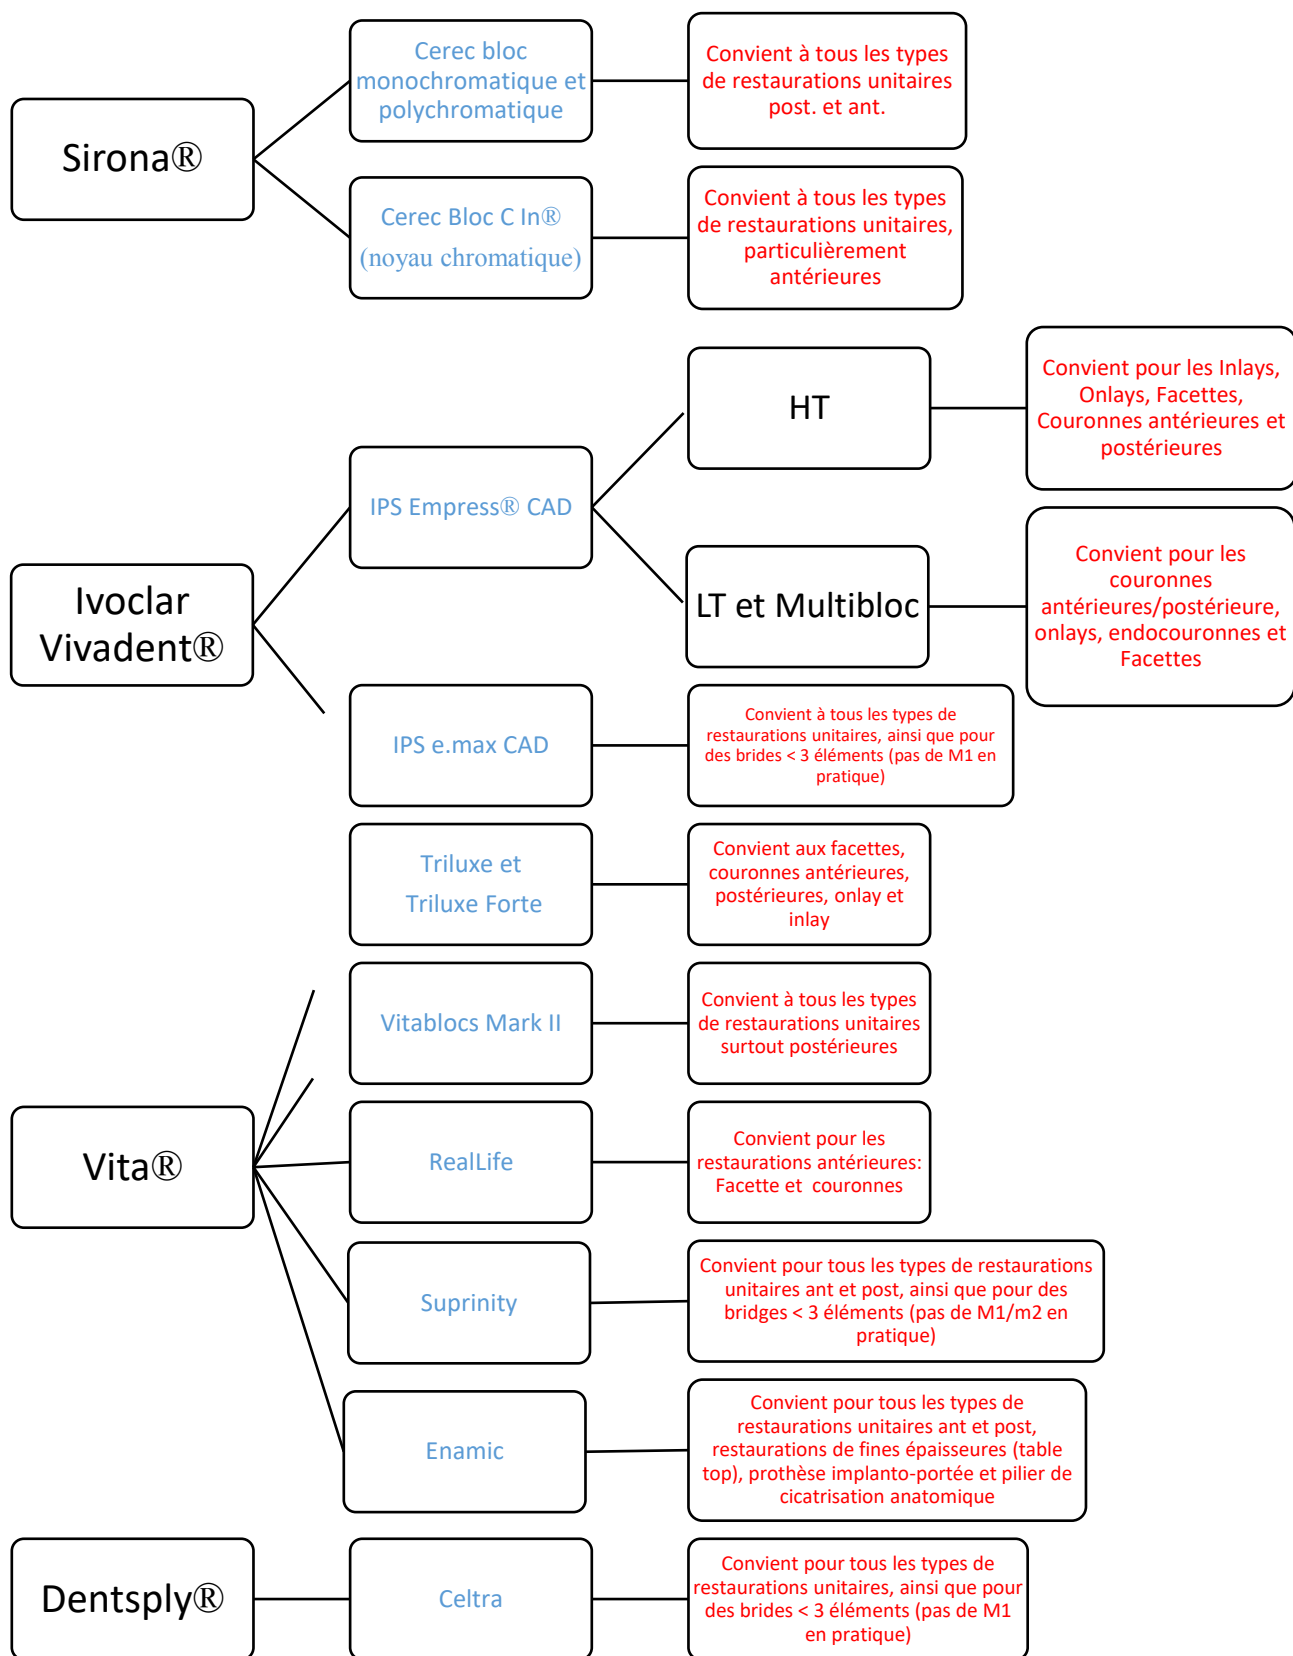 Sirona®
Cerec bloc
monochromatique et
polychromatique
Convient à tous les types
de restaurations unitaires
post. et ant.
Cerec Bloc C In®
(noyau chromatique)
Convient à tous les types
de restaurations unitaires,
particulièrement
antérieures
Ivoclar
Vivadent®
IPS Empress® CAD
HT
Convient pour les Inlays,
Onlays, Facettes,
Couronnes antérieures et
postérieures
LT et Multibloc
Convient pour les
couronnes
antérieures/postérieure,
onlays, endocouronnes et
Facettes
IPS e.max CAD
Convient à tous les types de
restaurations unitaires, ainsi que pour
des brides < 3 éléments (pas de M1 en
pratique)
Vita®
Triluxe et
Triluxe Forte
Convient aux facettes,
couronnes antérieures,
postérieures, onlay et
inlay
Vitablocs Mark II
Convient à tous les types
de restaurations unitaires
surtout postérieures
RealLife
Convient pour les
restaurations antérieures:
Facette et couronnes
Suprinity
Convient pour tous les types de restaurations
unitaires ant et post, ainsi que pour des
bridges < 3 éléments (pas de M1/m2 en
pratique)
Enamic
Convient pour tous les types de
restaurations unitaires ant et post,
restaurations de fines épaisseures (table
top), prothèse implanto-portée et pilier de
cicatrisation anatomique
Dentsply®
Celtra
Convient pour tous les types de
restaurations unitaires, ainsi que pour
des brides < 3 éléments (pas de M1
en pratique)